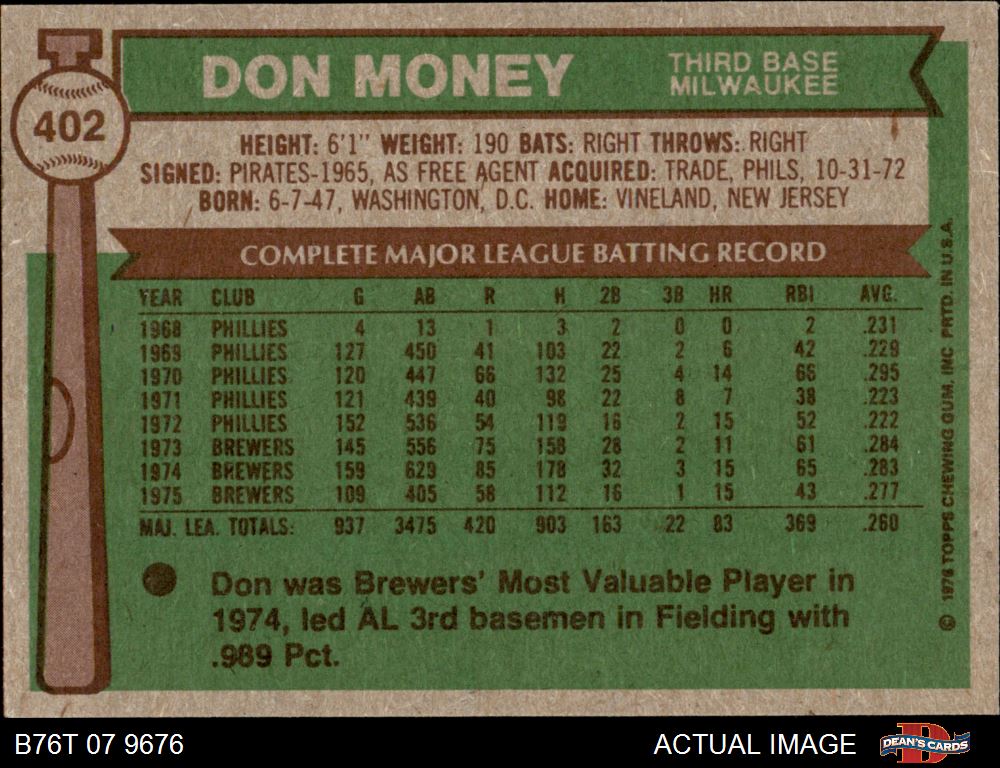 DON MONEY
THIRD BASE
MILWAUKEE
402
HEIGHT: 6'1" WEIGHT: 190 BATS: RIGHT THROWS: RIGHT
SIGNED: PIRATES-1965, AS FREE AGENT ACQUIRED: TRADE, PHILS, 10-31-72
BORN: 6-7-47, WASHINGTON, D.C. HOME: VINELAND, NEW JERSEY
COMPLETE MAJOR LEAGUE BATTING RECORD
YEAR CLUB G AB R H 2B 3B HR RBI AVG.
1968 PHILLIES 4 13 1 3 2 0 0 2 .231
1969 PHILLIES 127 450 41 103 22 2 6 42 .229
1970 PHILLIES 120 447 66 132 25 4 14 66 .295
1971 PHILLIES 121 439 40 98 22 8 7 38 .223
1972 PHILLIES 152 536 54 119 16 2 15 52 .222
1973 BREWERS 145 556 75 158 28 2 11 61 .284
1974 BREWERS 159 629 85 178 32 3 15 65 .283
1975 BREWERS 109 405 58 112 16 1 15 43 .277
MAJ. LEA. TOTALS: 937 3475 420 903 163 22 83 369 .260
Don was Brewers' Most Valuable Player in
1974, led AL 3rd basemen in Fielding with
.989 Pct.
© 1976 TOPPS CHEWING GUM, INC PRTD. IN U.S.A.
B76T 07 9676
ACTUAL IMAGE
DEAN'S CARDS